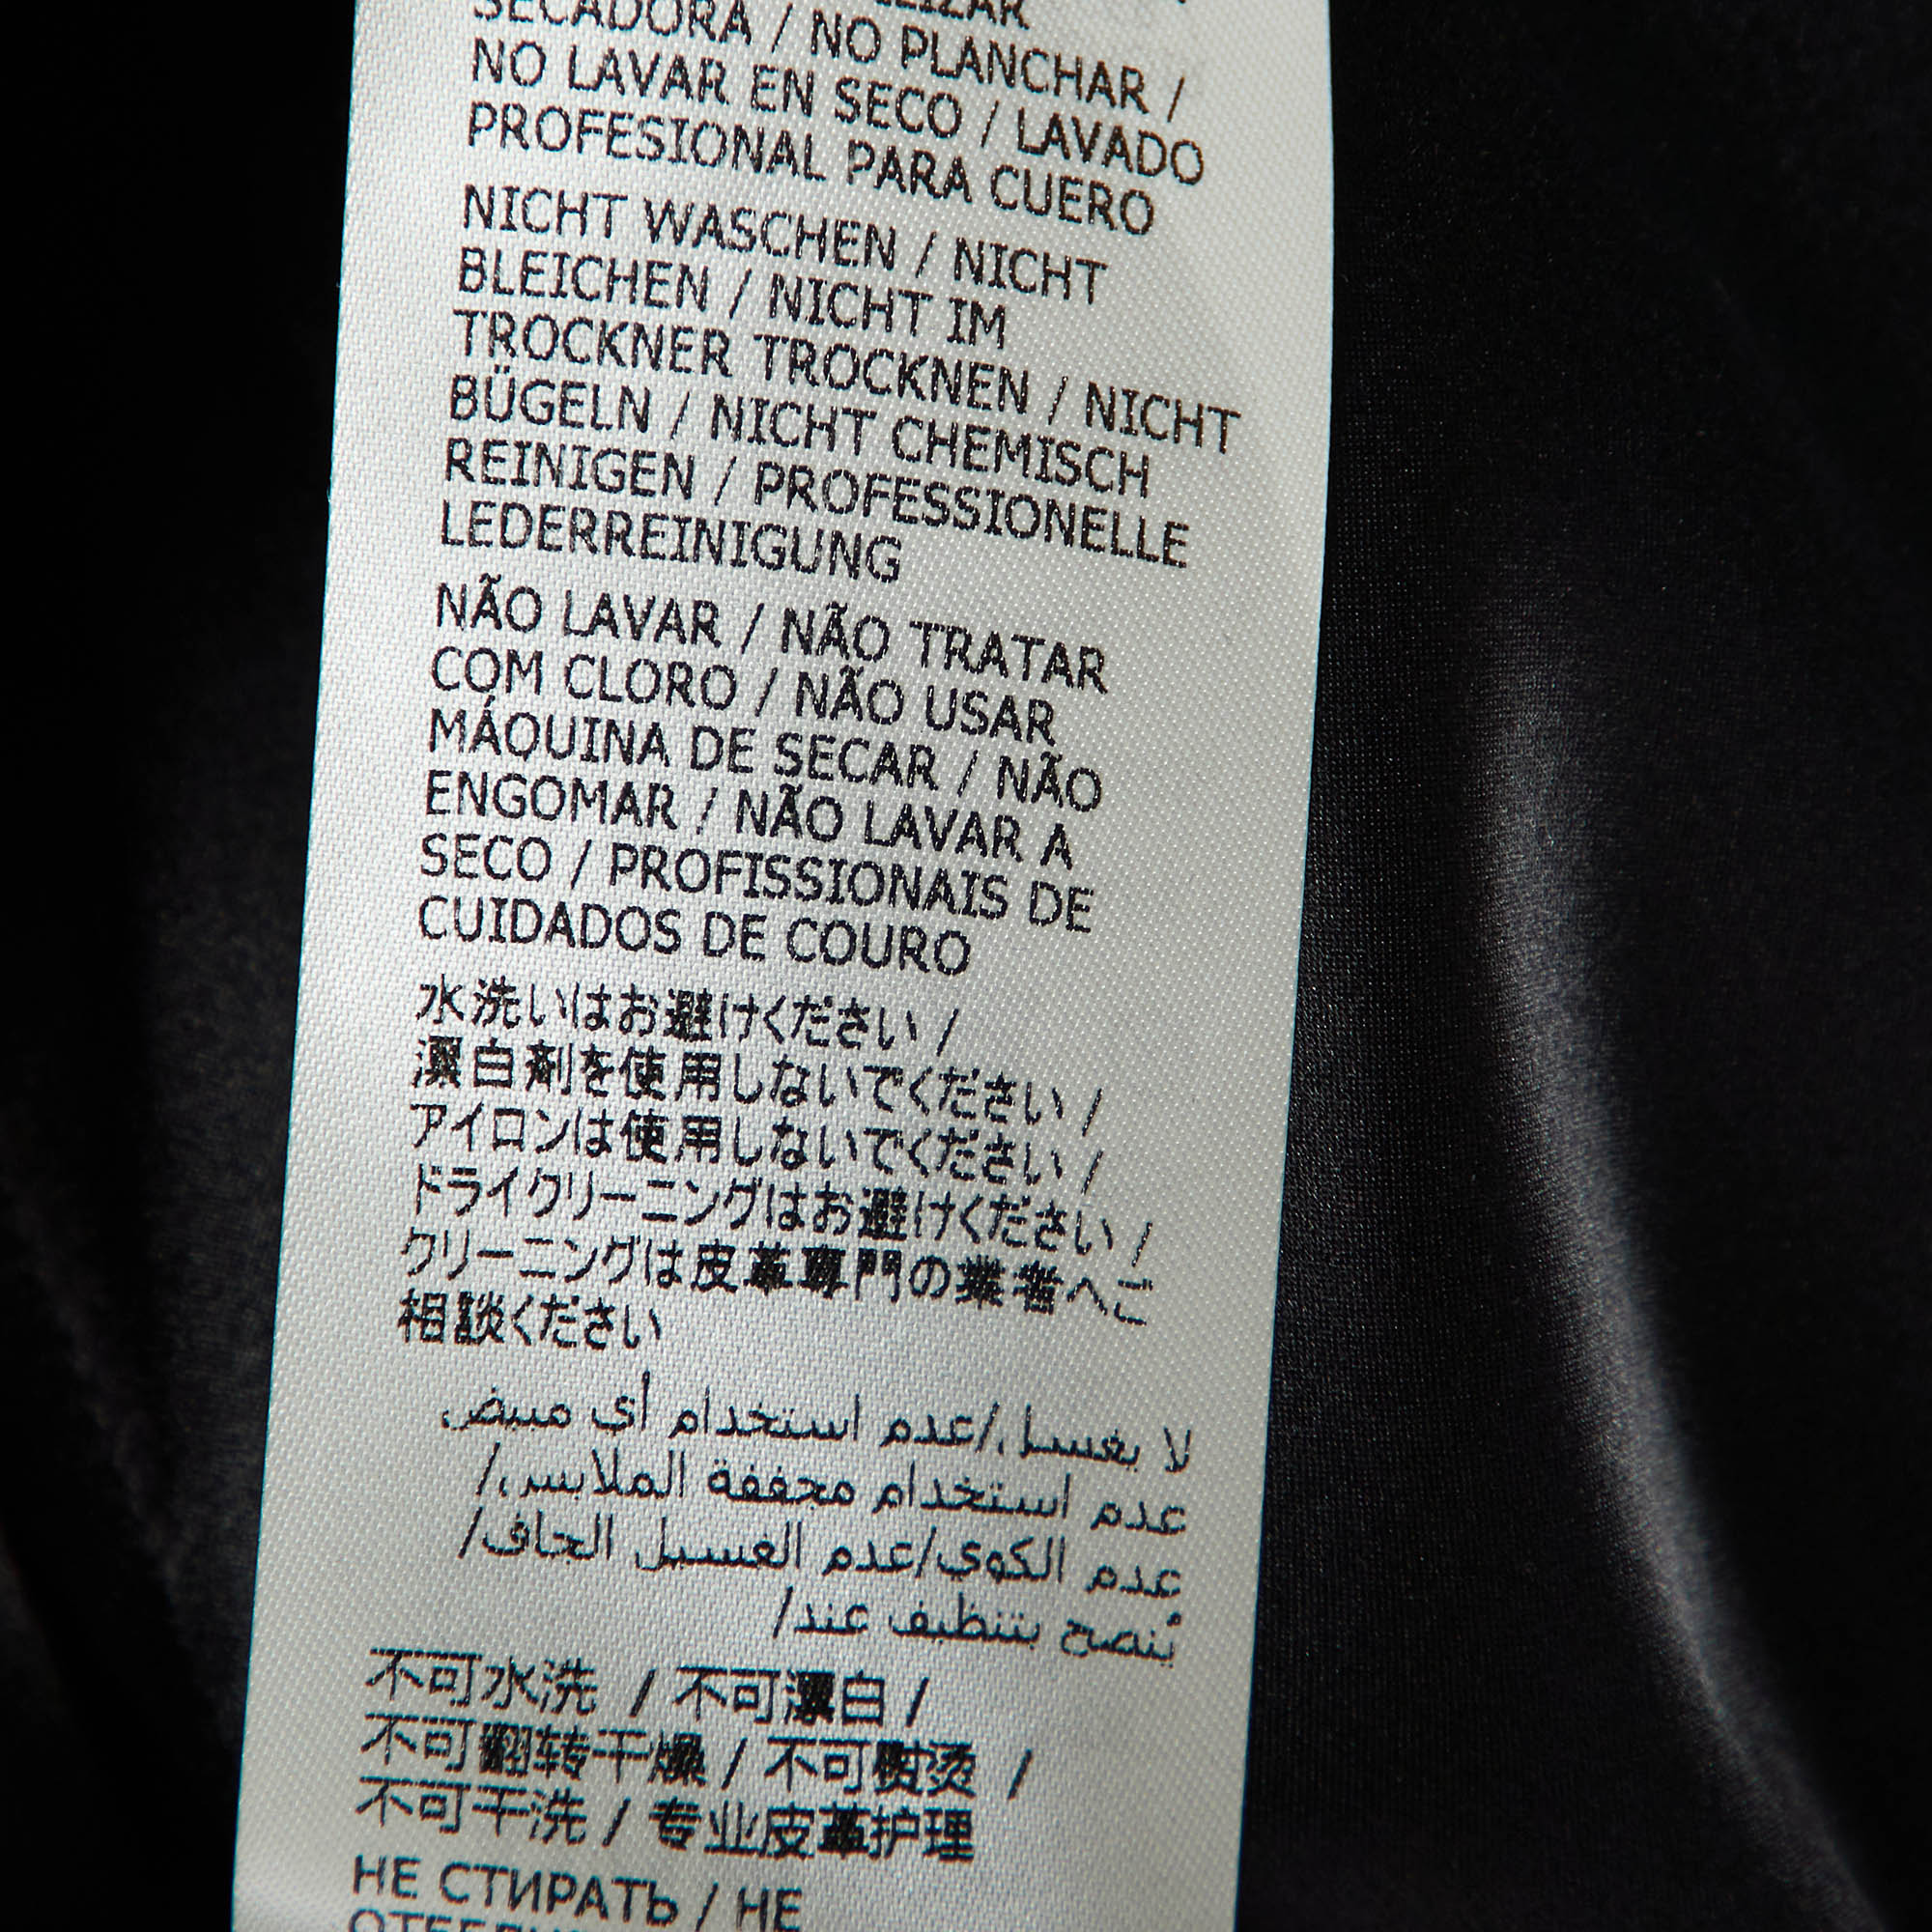 SECADORA / NO PLANCHAR /
NO LAVAR EN SECO / LAVADO
PROFESIONAL PARA CUERO
NICHT WASCHEN / NICHT
BLEICHEN / NICHT IM
TROCKNER TROCKNEN / NICHT
BÜGELN / NICHT CHEMISCH
REINIGEN / PROFESSIONELLE
LEDERREINIGUNG
NÃO LAVAR / NÃO TRATAR
COM CLORO / NÃO USAR
MÁQUINA DE SECAR / NÃO
ENGOMAR / NÃO LAVAR A
SECO / PROFISSIONAIS DE
CUIDADOS DE COURO
水洗いはお避けください /
漂白剤を使用しないでください /
アイロンは使用しないでください /
ドライクリーニングはお避けください /
クリーニングは皮革専門の業者へご
相談ください
لا يغسل/عدم استخدام أي مبيض
عدم استخدام مجففة الملابس/
عدم الكوي/عدم الغسيل الجاف/
يُنصح بتنظيف عند/
不可水洗 / 不可漂白 /
不可翻转干燥 / 不可熨烫 /
不可干洗 / 专业皮革护理
НЕ СТИРАТЬ / НЕ